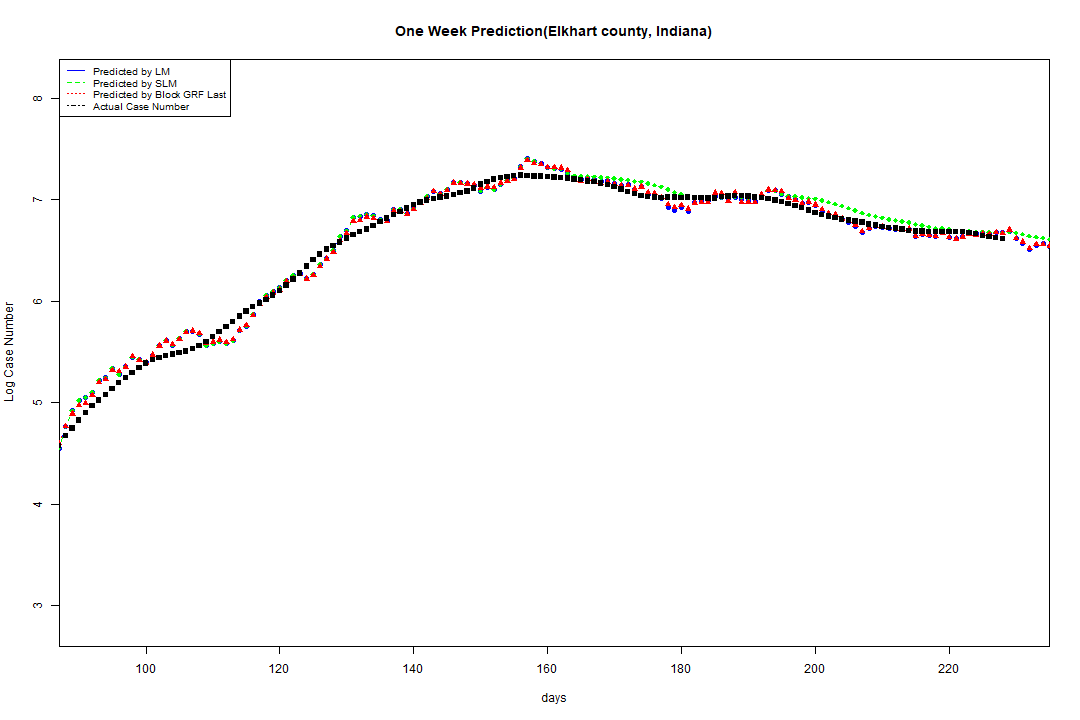 One Week Prediction(Elkhart county, Indiana)
Predicted by LM
Predicted by SLM
Predicted by Block GRF Last
Actual Case Number
8
7
6
5
4
3
Log Case Number
100 120 140 160 180 200 220
days